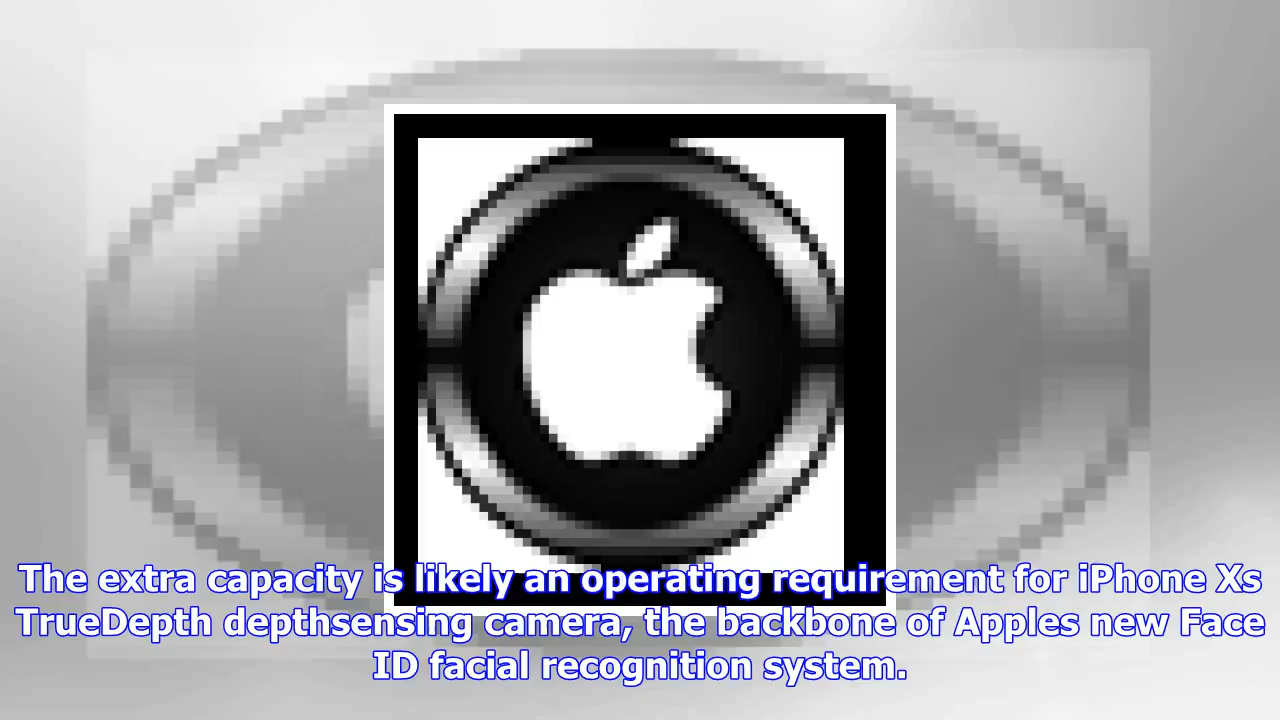 The extra capacity is likely an operating requirement for iPhone Xs
TrueDepth depthsensing camera, the backbone of Apples new Face
ID facial recognition system.